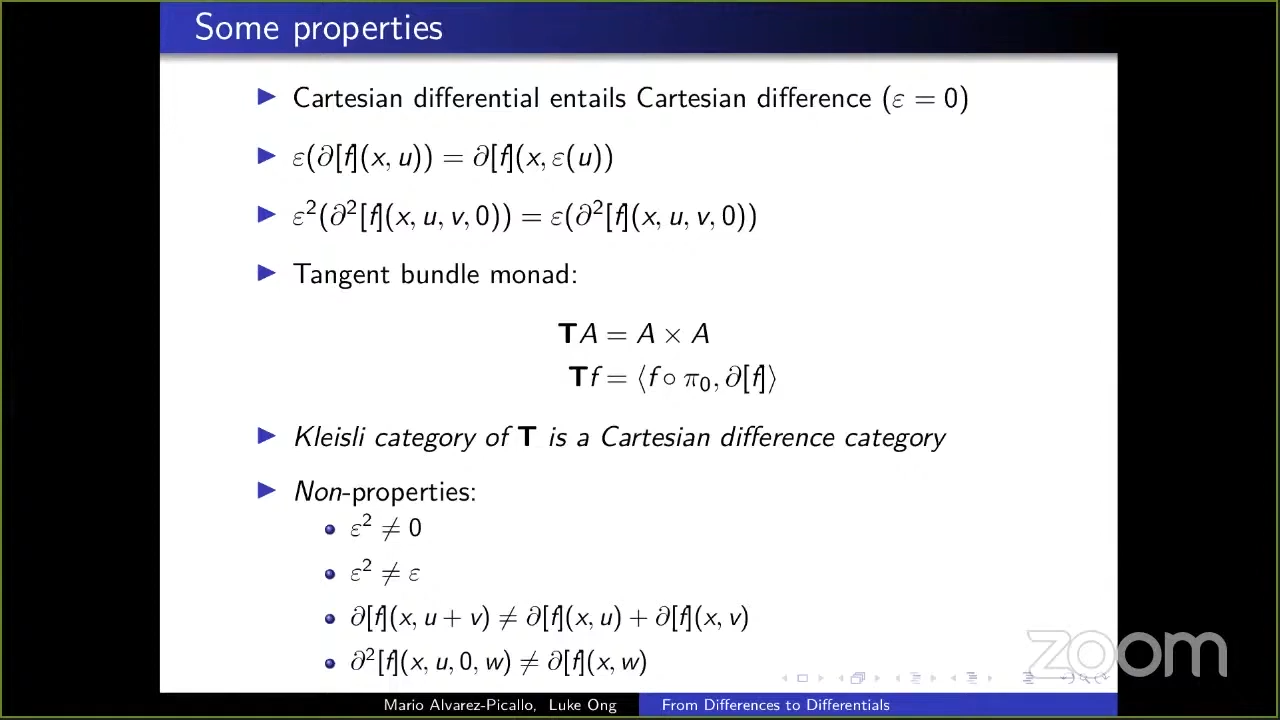 Some properties
Cartesian differential entails Cartesian difference (ε = 0)
ε(∂[f](x, u)) = ∂[f](x, ε(u))
ε²(∂²[f](x, u, v, 0)) = ε(∂²[f](x, u, v, 0))
Tangent bundle monad:
TA = A × A
Tf = ⟨f ∘ π₀, ∂[f]⟩
Kleisli category of T is a Cartesian difference category
Non-properties:
ε² ≠ 0
ε² ≠ ε
∂[f](x, u + v) ≠ ∂[f](x, u) + ∂[f](x, v)
∂²[f](x, u, 0, w) ≠ ∂[f](x, w)
zoom
Mario Alvarez-Picallo, Luke Ong From Differences to Differentials